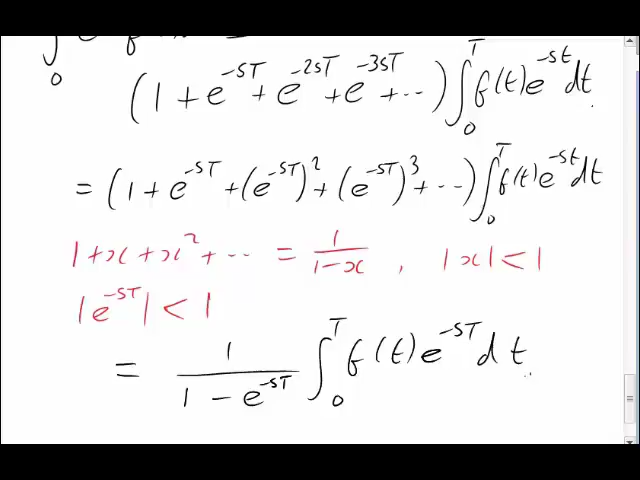 (1 + e^{-sT} + e^{-2sT} + e^{-3sT} + ...) ∫_0^T f(t)e^{-st}dt
= (1 + e^{-sT} + (e^{-sT})^2 + (e^{-sT})^3 + ...) ∫_0^T f(t)e^{-st}dt
1+x+x^2+... = 1/(1-x) , |x| < 1
|e^{-sT}| < 1
= 1/(1 - e^{-sT}) ∫_0^T f(t)e^{-sT}dt